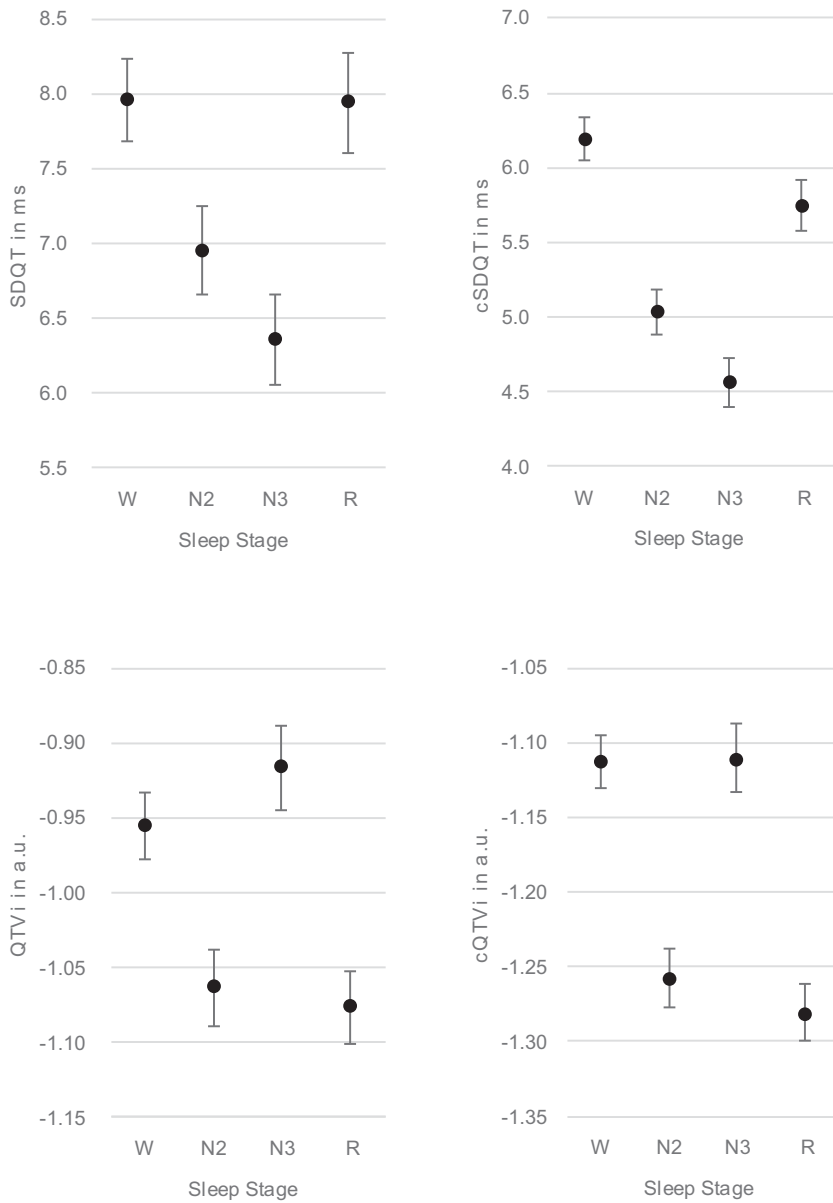 8.5
8.0
7.5
7.0
6.5
6.0
5.5
SDQT in ms
W N2 N3 R
Sleep Stage
7.0
6.5
6.0
5.5
5.0
4.5
4.0
cSDQT in ms
W N2 N3 R
Sleep Stage
-0.85
-0.90
-0.95
-1.00
-1.05
-1.10
-1.15
QTVi in a.u.
W N2 N3 R
Sleep Stage
-1.05
-1.10
-1.15
-1.20
-1.25
-1.30
-1.35
cQTVi in a.u.
W N2 N3 R
Sleep Stage